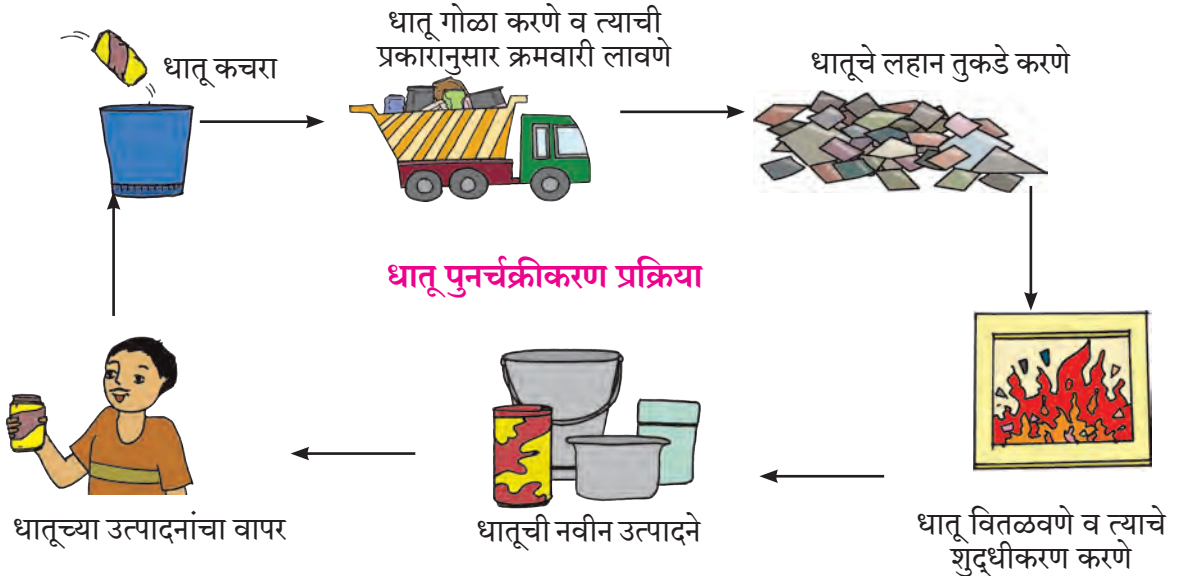 धातू कचरा
धातू गोळा करणे व त्याची
प्रकारानुसार क्रमवारी लावणे
धातूचे लहान तुकडे करणे
धातू पुनर्चक्रीकरण प्रक्रिया
धातू वितळवणे व त्याचे
शुद्धीकरण करणे
धातूची नवीन उत्पादने
धातूच्या उत्पादनांचा वापर